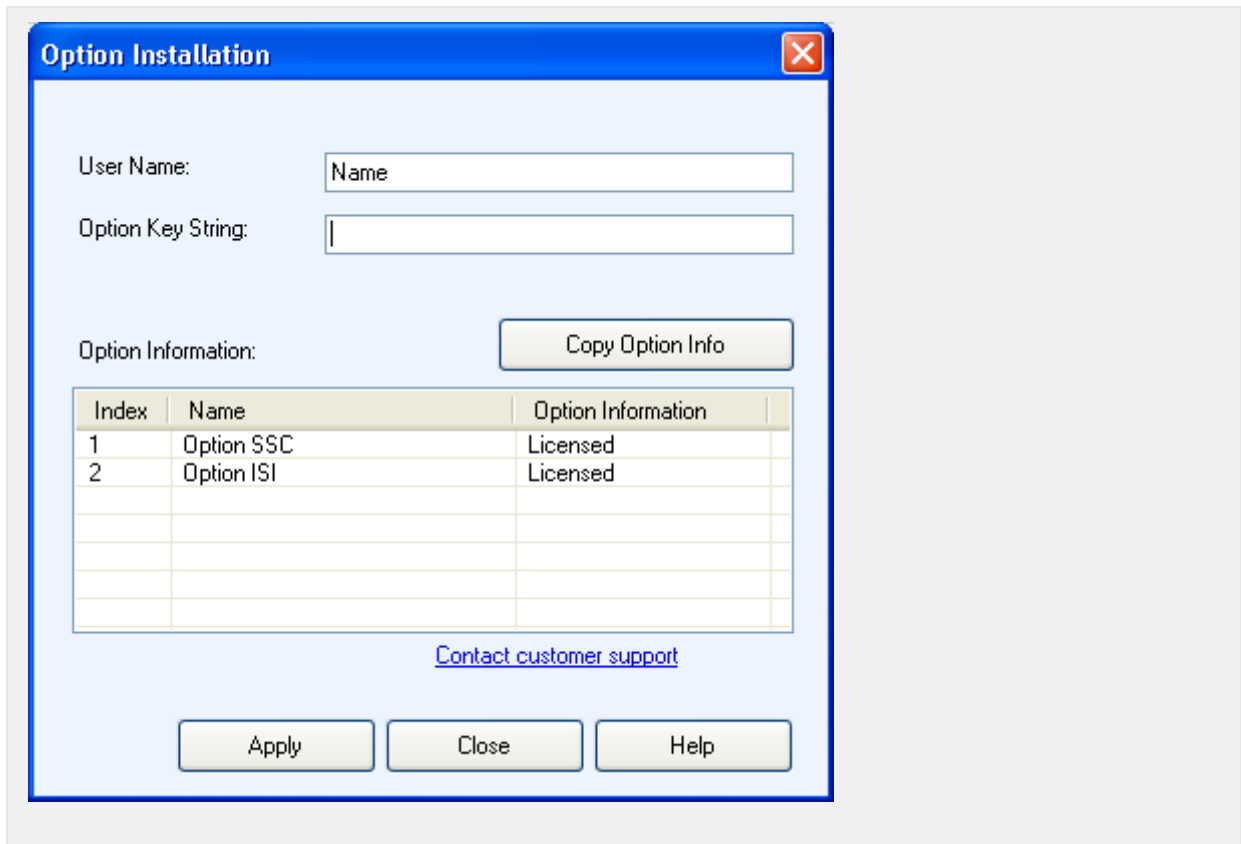 Option Installation
User Name:
Name
Option Key String:
Option Information:
Copy Option Info
Index Name Option Information
1 Option SSC Licensed
2 Option ISI Licensed
Contact customer support
Apply Close Help